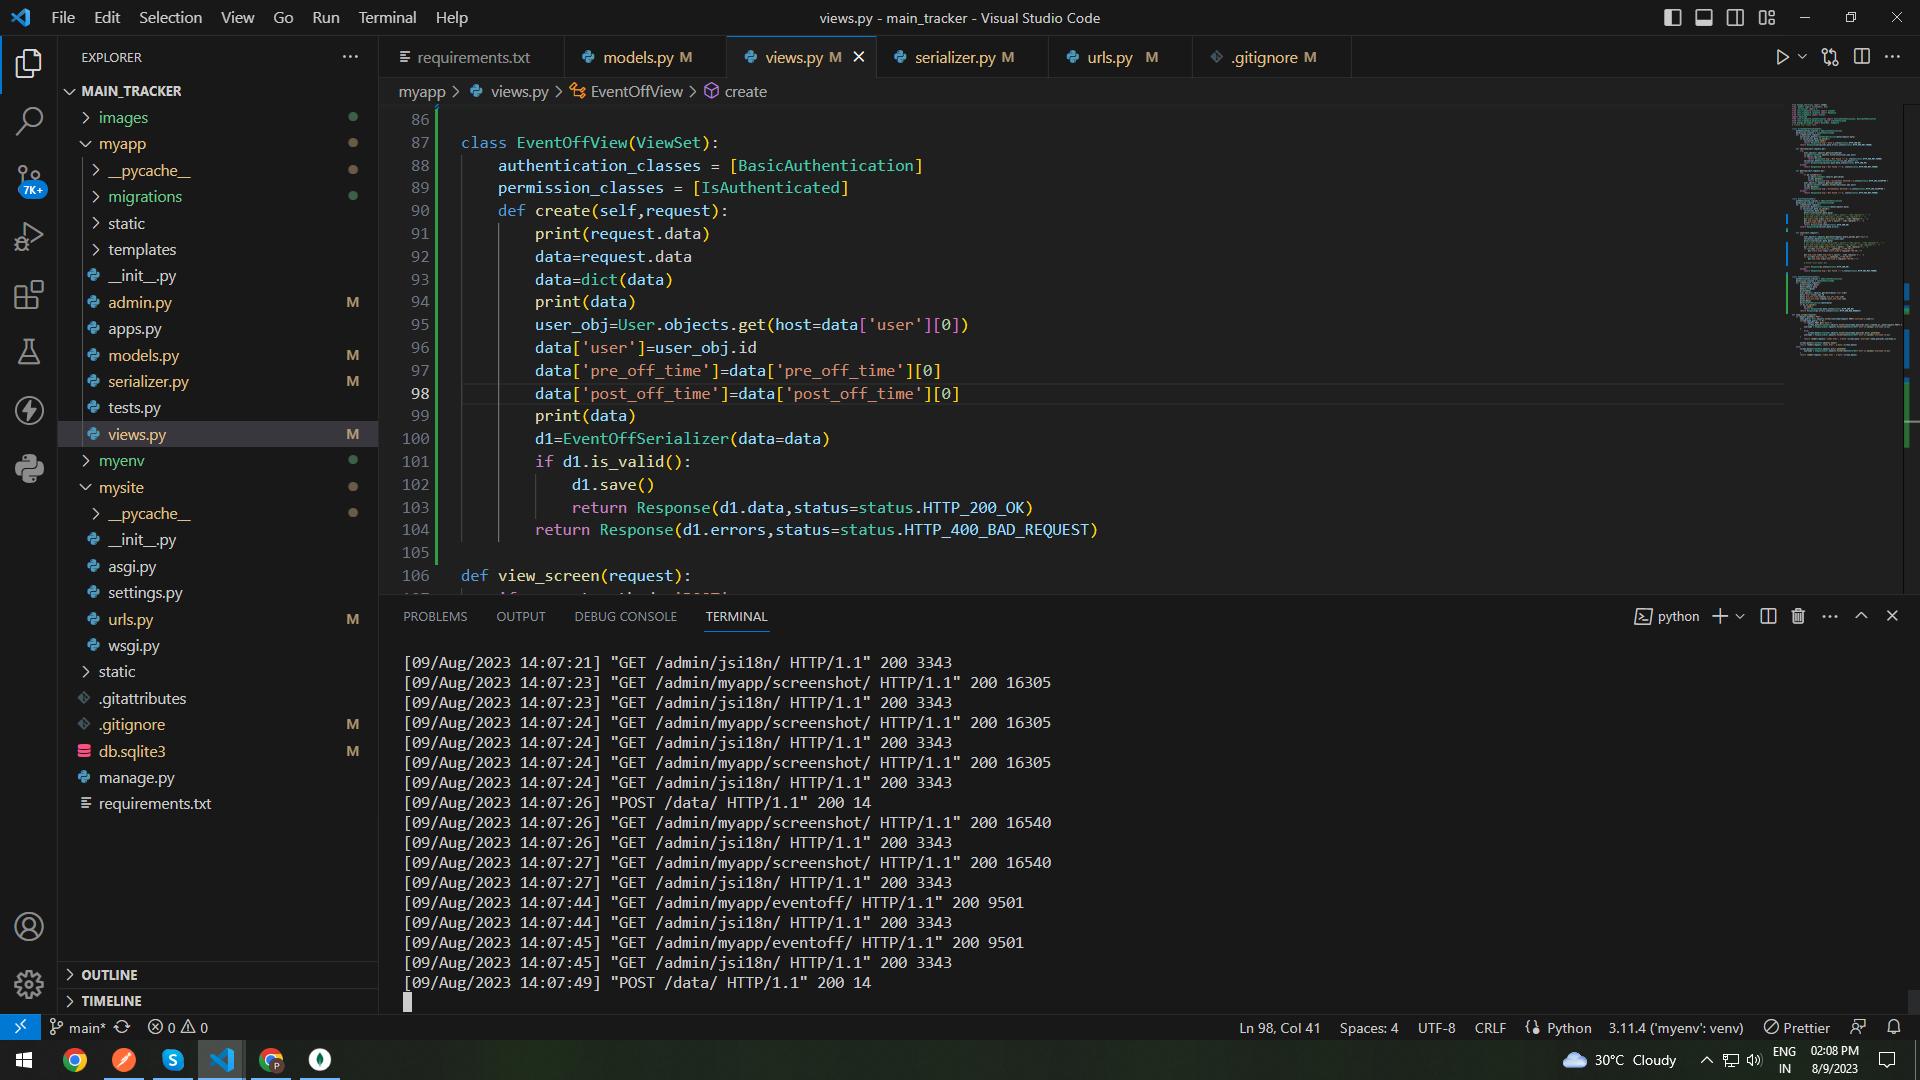 File Edit Selection View Go Run Terminal Help
views.py - main_tracker - Visual Studio Code
EXPLORER
MAIN_TRACKER
images
myapp
__pycache__
migrations
static
templates
__init__.py
admin.py M
apps.py
models.py M
serializer.py M
tests.py
views.py M
myenv
mysite
__pycache__
__init__.py
asgi.py
settings.py
urls.py M
wsgi.py
static
.gitattributes
.gitignore M
db.sqlite3 M
manage.py
requirements.txt
OUTLINE
TIMELINE
7K+
requirements.txt models.py M views.py M serializer.py M urls.py M .gitignore M
myapp > views.py > EventOffView > create
86
87 class EventOffView(ViewSet):
88 authentication_classes = [BasicAuthentication]
89 permission_classes = [IsAuthenticated]
90 def create(self,request):
91 print(request.data)
92 data=request.data
93 data=dict(data)
94 print(data)
95 user_obj=User.objects.get(host=data['user'][0])
96 data['user']=user_obj.id
97 data['pre_off_time']=data['pre_off_time'][0]
98 data['post_off_time']=data['post_off_time'][0]
99 print(data)
100 d1=EventOffSerializer(data=data)
101 if d1.is_valid():
102 d1.save()
103 return Response(d1.data,status=status.HTTP_200_OK)
104 return Response(d1.errors,status=status.HTTP_400_BAD_REQUEST)
105
106 def view_screen(request):
PROBLEMS OUTPUT DEBUG CONSOLE TERMINAL
python
[09/Aug/2023 14:07:21] "GET /admin/jsi18n/ HTTP/1.1" 200 3343
[09/Aug/2023 14:07:23] "GET /admin/myapp/screenshot/ HTTP/1.1" 200 16305
[09/Aug/2023 14:07:23] "GET /admin/jsi18n/ HTTP/1.1" 200 3343
[09/Aug/2023 14:07:24] "GET /admin/myapp/screenshot/ HTTP/1.1" 200 16305
[09/Aug/2023 14:07:24] "GET /admin/jsi18n/ HTTP/1.1" 200 3343
[09/Aug/2023 14:07:24] "GET /admin/myapp/screenshot/ HTTP/1.1" 200 16305
[09/Aug/2023 14:07:24] "GET /admin/jsi18n/ HTTP/1.1" 200 3343
[09/Aug/2023 14:07:26] "POST /data/ HTTP/1.1" 200 14
[09/Aug/2023 14:07:26] "GET /admin/myapp/screenshot/ HTTP/1.1" 200 16540
[09/Aug/2023 14:07:26] "GET /admin/jsi18n/ HTTP/1.1" 200 3343
[09/Aug/2023 14:07:27] "GET /admin/myapp/screenshot/ HTTP/1.1" 200 16540
[09/Aug/2023 14:07:27] "GET /admin/jsi18n/ HTTP/1.1" 200 3343
[09/Aug/2023 14:07:44] "GET /admin/myapp/eventoff/ HTTP/1.1" 200 9501
[09/Aug/2023 14:07:44] "GET /admin/jsi18n/ HTTP/1.1" 200 3343
[09/Aug/2023 14:07:45] "GET /admin/myapp/eventoff/ HTTP/1.1" 200 9501
[09/Aug/2023 14:07:45] "GET /admin/jsi18n/ HTTP/1.1" 200 3343
[09/Aug/2023 14:07:49] "POST /data/ HTTP/1.1" 200 14
main* 0 0
Ln 98, Col 41 Spaces: 4 UTF-8 CRLF Python 3.11.4 ('myenv': venv) Prettier
30°C Cloudy
ENG
IN
02:08 PM
8/9/2023